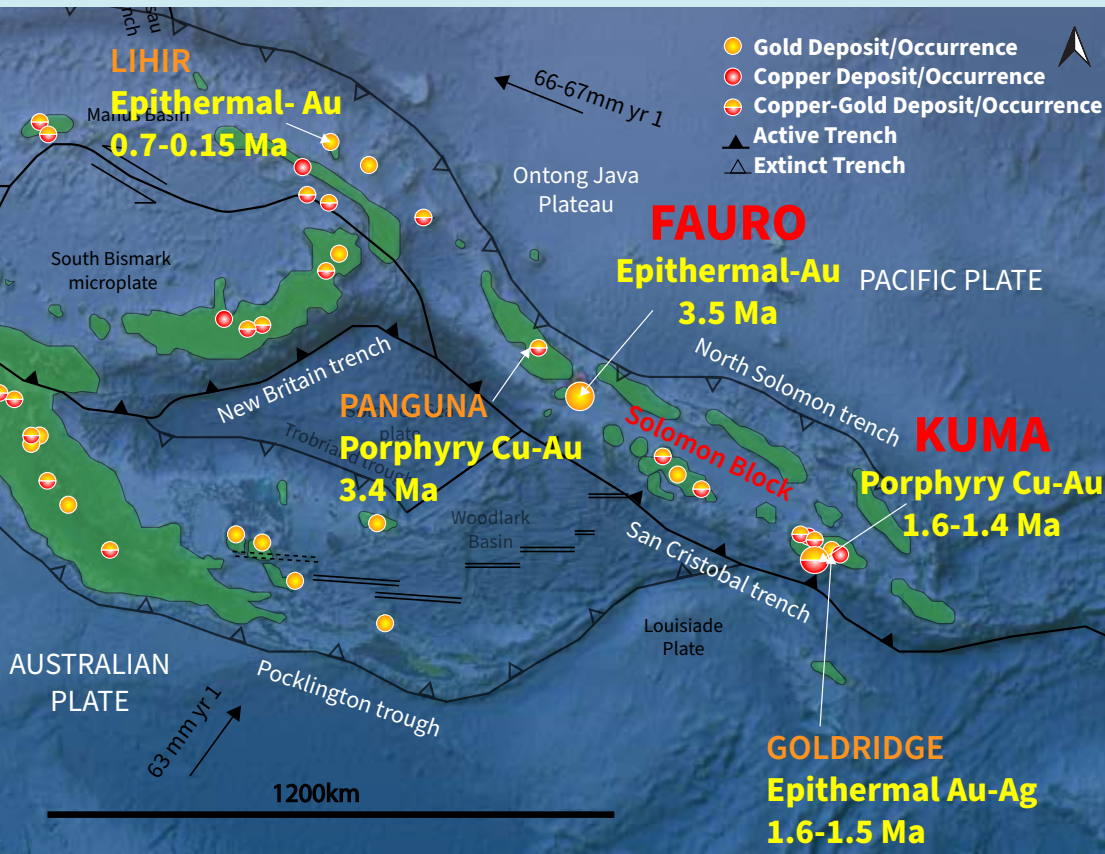 LIHIR
Epithermal- Au
0.7-0.15 Ma
Manus Basin
66-67mm yr 1
Gold Deposit/Occurrence
Copper Deposit/Occurrence
Copper-Gold Deposit/Occurrence
Active Trench
Extinct Trench
Ontong Java
Plateau
FAURO
Epithermal-Au
3.5 Ma
PACIFIC PLATE
South Bismark
microplate
New Britain trench
North Solomon trench
PANGUNA
Porphyry Cu-Au
3.4 Ma
plate
Trobriand trough
Solomon Block
KUMA
Porphyry Cu-Au
1.6-1.4 Ma
Woodlark
Basin
San Cristobal trench
Louisiade
Plate
AUSTRALIAN
PLATE
Pocklington trough
63 mm yr 1
1200km
GOLDRIDGE
Epithermal Au-Ag
1.6-1.5 Ma